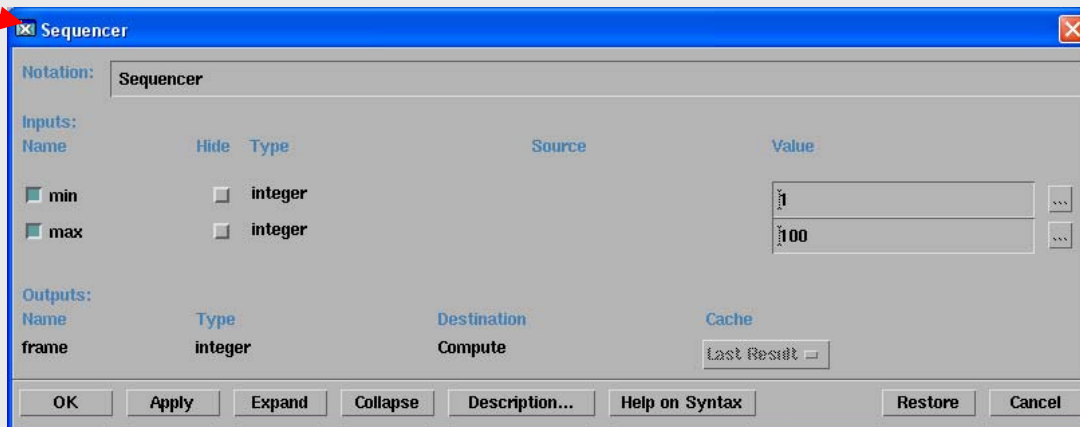 Sequencer
Notation: Sequencer
Inputs:
Name Hide Type Source Value
min integer 1 ...
max integer 100 ...
Outputs:
Name Type Destination Cache
frame integer Compute Last Result
OK Apply Expand Collapse Description... Help on Syntax Restore Cancel